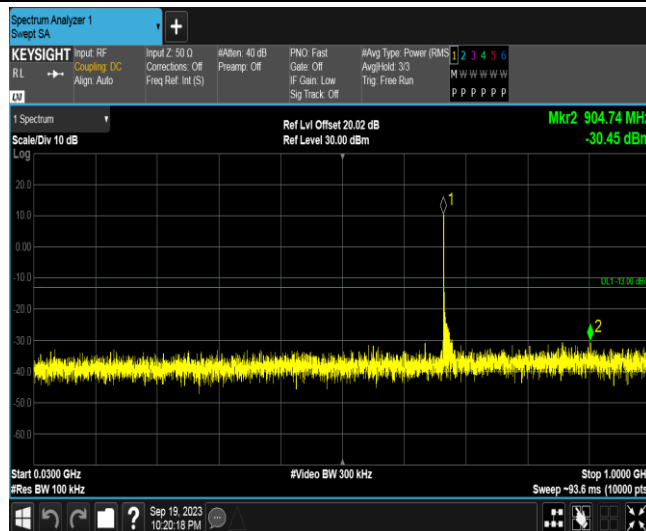 Spectrum Analyzer 1
Swept SA
+
KEYSIGHT
RL
LXI
Input: RF
Coupling: DC
Align: Auto
Input Z: 50 Ω
Corrections: Off
Freq Ref: Int (S)
#Atten: 40 dB
Preamp: Off
PNO: Fast
Gate: Off
IF Gain: Low
Sig Track: Off
#Avg Type: Power (RMS
Avg|Hold: 3/3
Trig: Free Run
1 2 3 4 5 6
M W W W W W
P P P P P P
1 Spectrum
Scale/Div 10 dB
Log
Ref Lvl Offset 20.02 dB
Ref Level 30.00 dBm
Mkr2 904.74 MHz
-30.45 dBm
20.0
10.0
0.00
-10.0
-20.0
-30.0
-40.0
-50.0
-60.0
1
DL1 -13.00 dBm
2
Start 0.0300 GHz
#Res BW 100 kHz
#Video BW 300 kHz
Stop 1.0000 GH
Sweep ~93.6 ms (10000 pts
?
Sep 19, 2023
10:20:18 PM